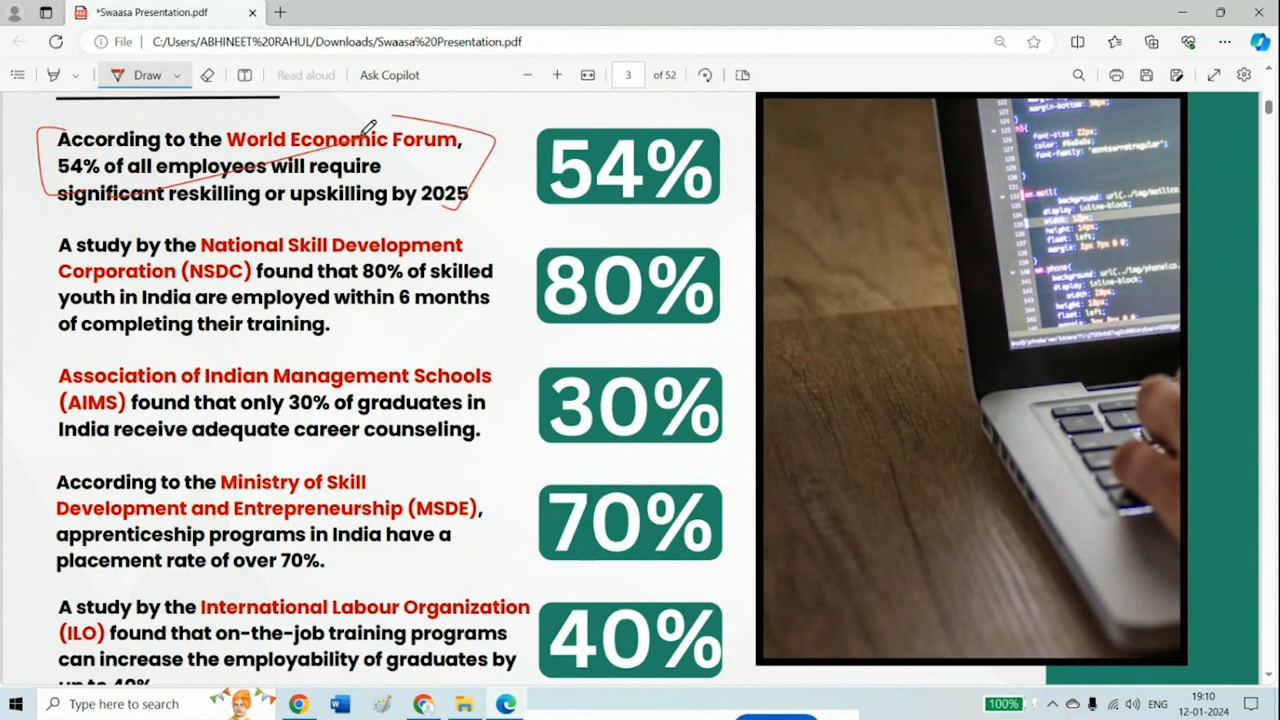 *Swaasa Presentation.pdf
File C:/Users/ABHINEET%20RAHUL/Downloads/Swaasa%20Presentation.pdf
Draw Read aloud Ask Copilot 3 of 52
According to the World Economic Forum,
54% of all employees will require
significant reskilling or upskilling by 2025
54%
A study by the National Skill Development
Corporation (NSDC) found that 80% of skilled
youth in India are employed within 6 months
of completing their training.
80%
Association of Indian Management Schools
(AIMS) found that only 30% of graduates in
India receive adequate career counseling.
30%
According to the Ministry of Skill
Development and Entrepreneurship (MSDE),
apprenticeship programs in India have a
placement rate of over 70%.
70%
A study by the International Labour Organization
(ILO) found that on-the-job training programs
can increase the employability of graduates by
up to 40%
40%
Type here to search
100%
ENG
19:10
12-01-2024